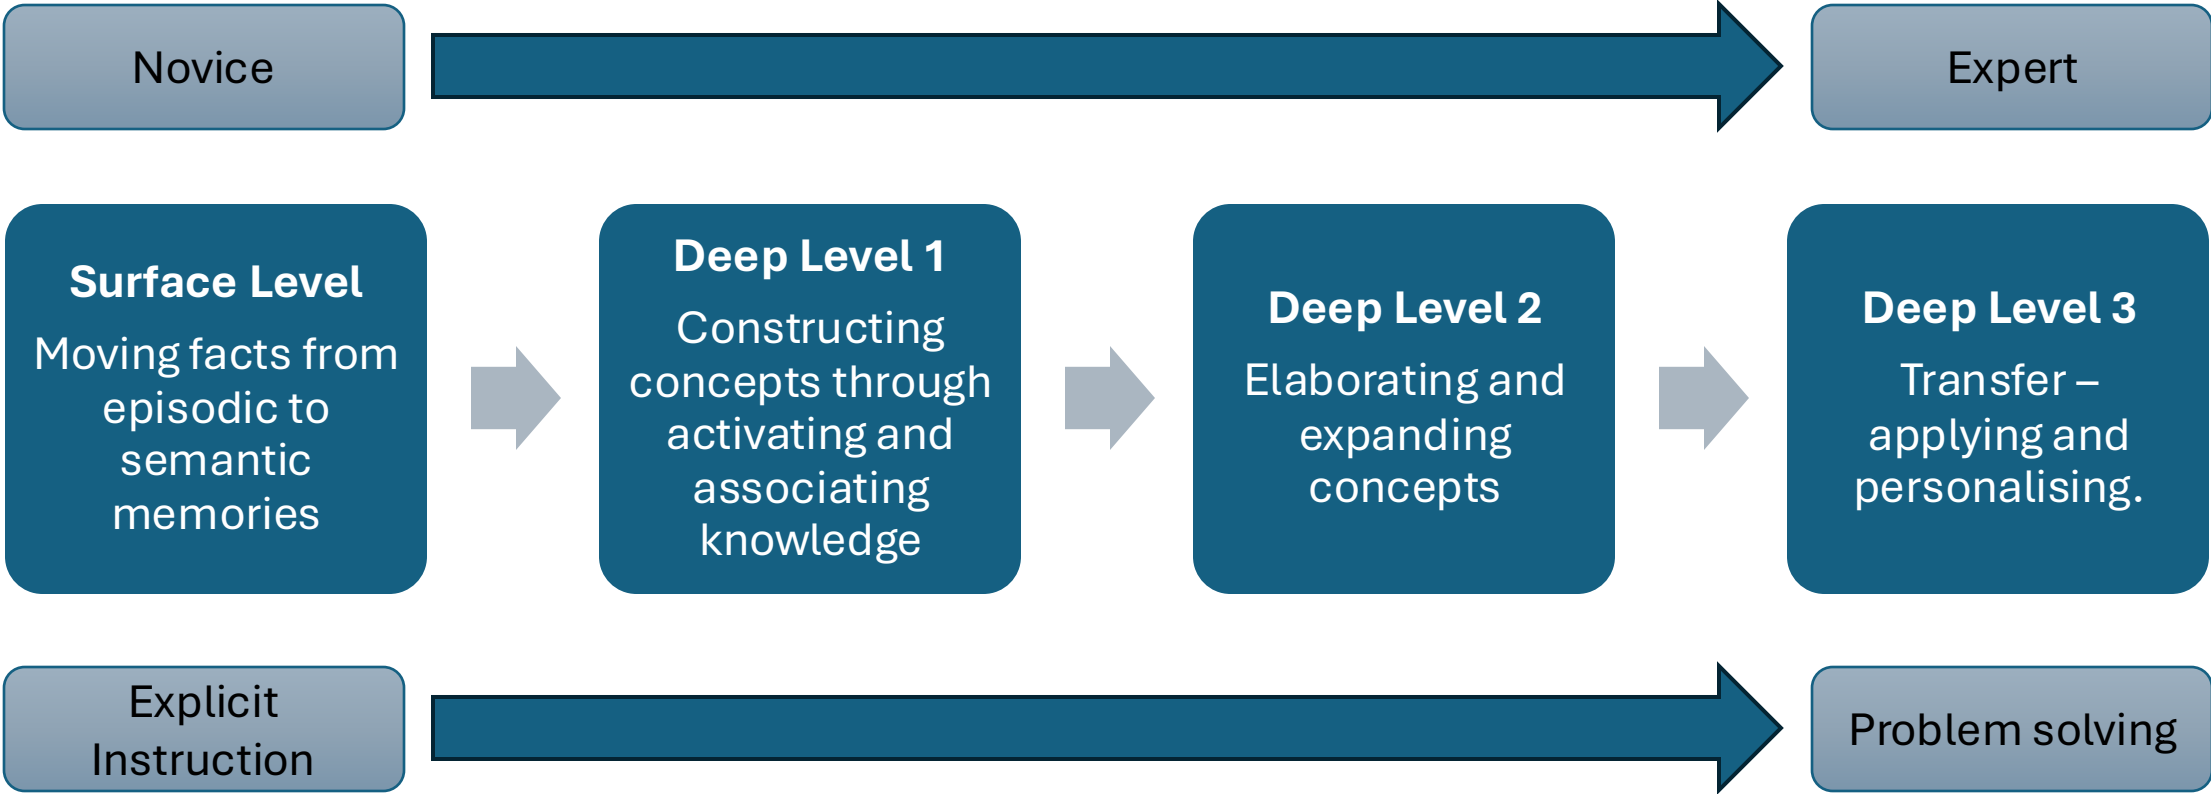 Novice
Expert
Surface Level
Moving facts from
episodic to
semantic
memories
Deep Level 1
Constructing
concepts through
activating and
associating
knowledge
Deep Level 2
Elaborating and
expanding
concepts
Deep Level 3
Transfer –
applying and
personalising.
Explicit
Instruction
Problem solving